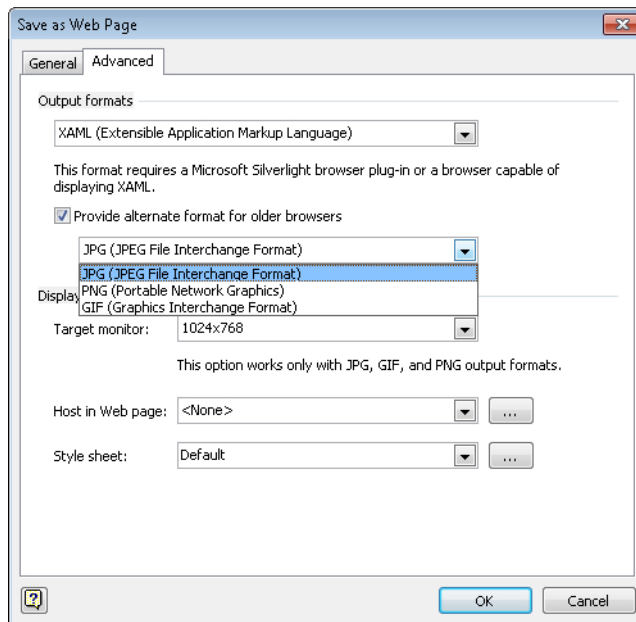 Save as Web Page
General
Advanced
Output formats
XAML (Extensible Application Markup Language)
This format requires a Microsoft Silverlight browser plug-in or a browser capable of
displaying XAML.
Provide alternate format for older browsers
JPG (JPEG File Interchange Format)
JPG (JPEG File Interchange Format)
PNG (Portable Network Graphics)
GIF (Graphics Interchange Format)
Display
Target monitor: 1024x768
This option works only with JPG, GIF, and PNG output formats.
Host in Web page: <None> ...
Style sheet: Default ...
?
OK
Cancel